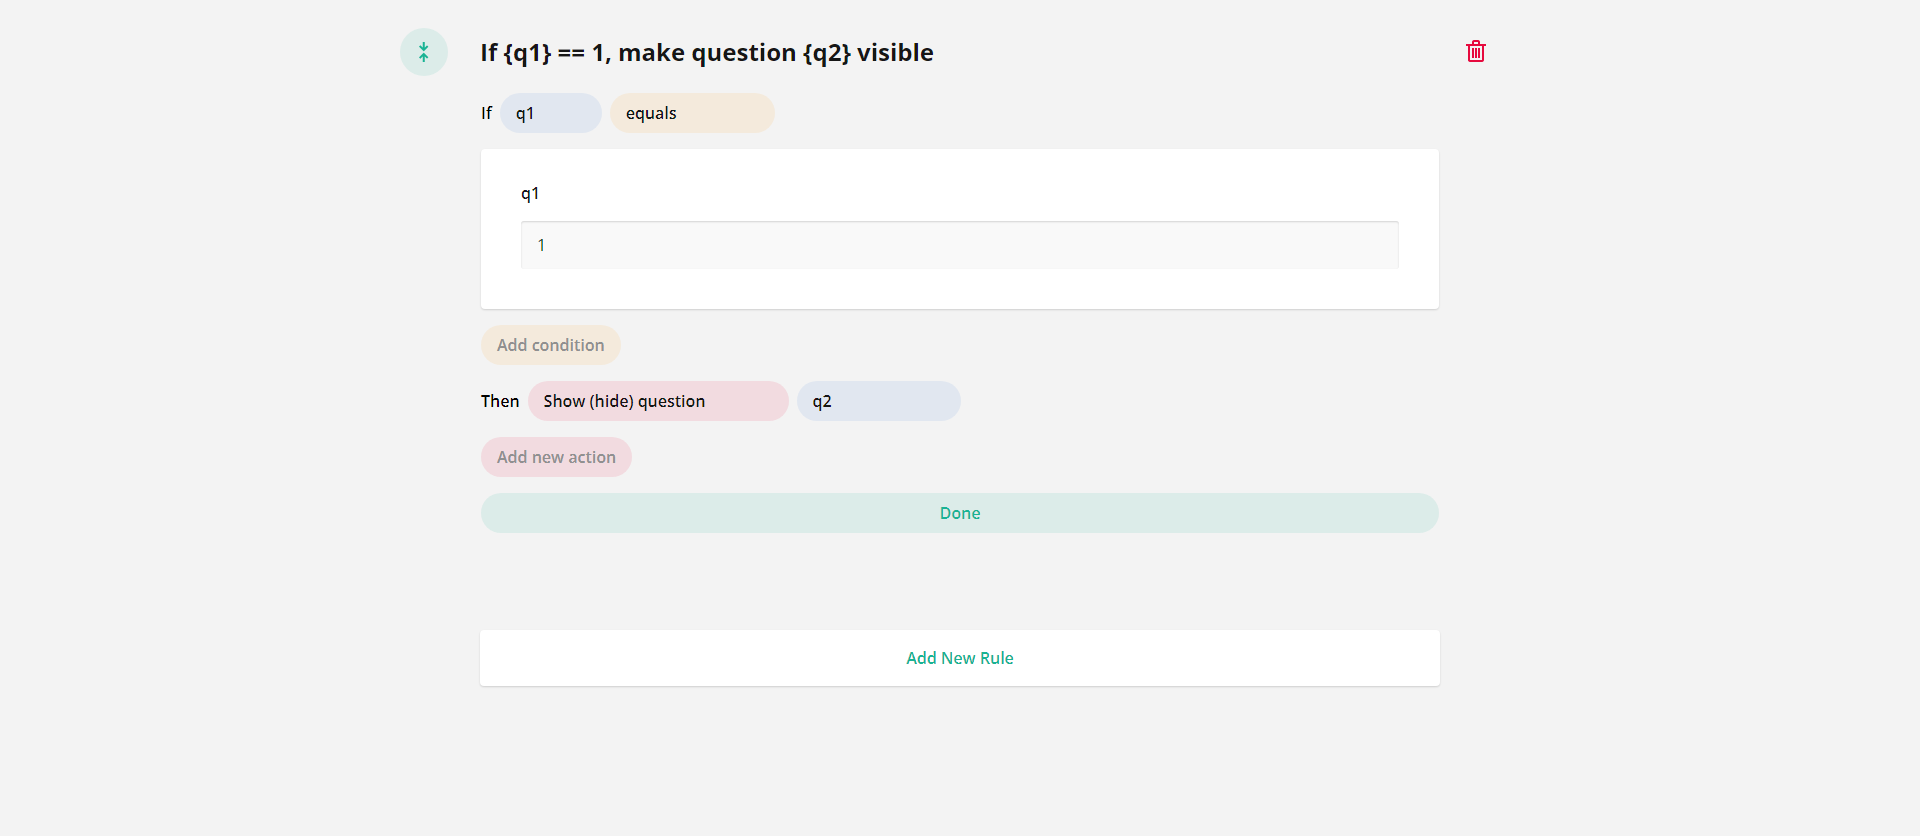 If {q1} == 1, make question {q2} visible
If q1 equals
q1
1
Add condition
Then Show (hide) question q2
Add new action
Done
Add New Rule